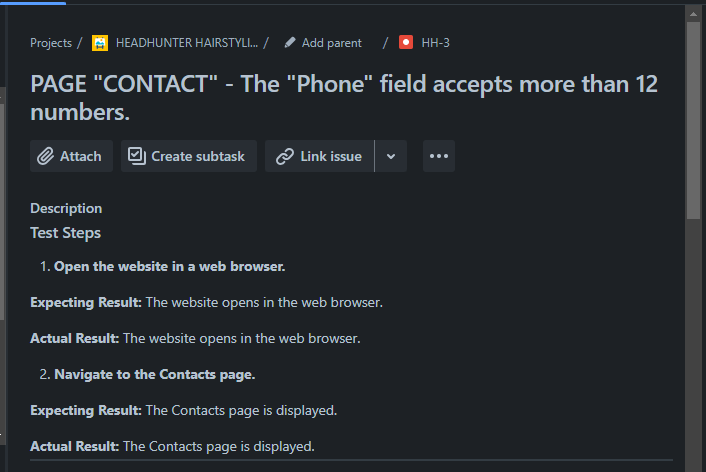 Projects / HEADHUNTER HAIRSTYLI... / Add parent / HH-3
PAGE "CONTACT" - The "Phone" field accepts more than 12
numbers.
Attach Create subtask Link issue
Description
Test Steps
1. Open the website in a web browser.
Expecting Result: The website opens in the web browser.
Actual Result: The website opens in the web browser.
2. Navigate to the Contacts page.
Expecting Result: The Contacts page is displayed.
Actual Result: The Contacts page is displayed.